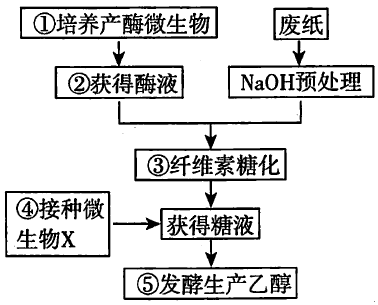 ①培养产酶微生物
废纸
②获得酶液
NaOH预处理
③纤维素糖化
④接种微
生物X
获得糖液
⑤发酵生产乙醇